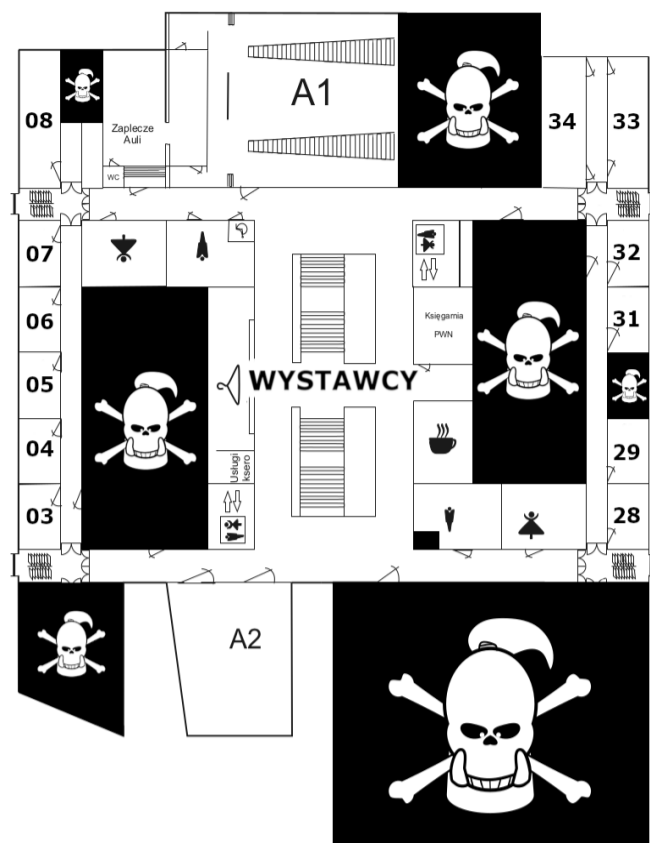 A1
08
Zaplecze
Auli
WC
34
33
07
32
06
Księgarnia
PWN
31
05
WYSTAWCY
04
Usługi
ksero
29
03
28
A2